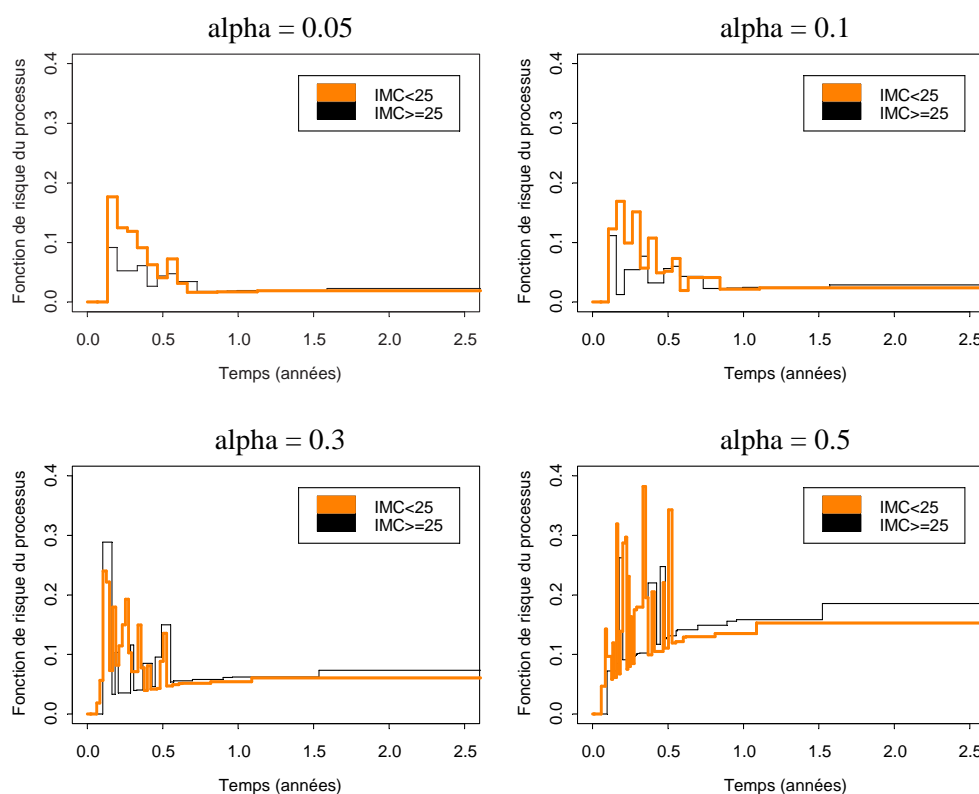 alpha = 0.05
Fonction de risque du processus
0.0 0.1 0.2 0.3 0.4
IMC<25
IMC>=25
0.0 0.5 1.0 1.5 2.0 2.5
Temps (années)
alpha = 0.1
Fonction de risque du processus
0.0 0.1 0.2 0.3 0.4
IMC<25
IMC>=25
0.0 0.5 1.0 1.5 2.0 2.5
Temps (années)
alpha = 0.3
Fonction de risque du processus
0.0 0.1 0.2 0.3 0.4
IMC<25
IMC>=25
0.0 0.5 1.0 1.5 2.0 2.5
Temps (années)
alpha = 0.5
Fonction de risque du processus
0.0 0.1 0.2 0.3 0.4
IMC<25
IMC>=25
0.0 0.5 1.0 1.5 2.0 2.5
Temps (années)